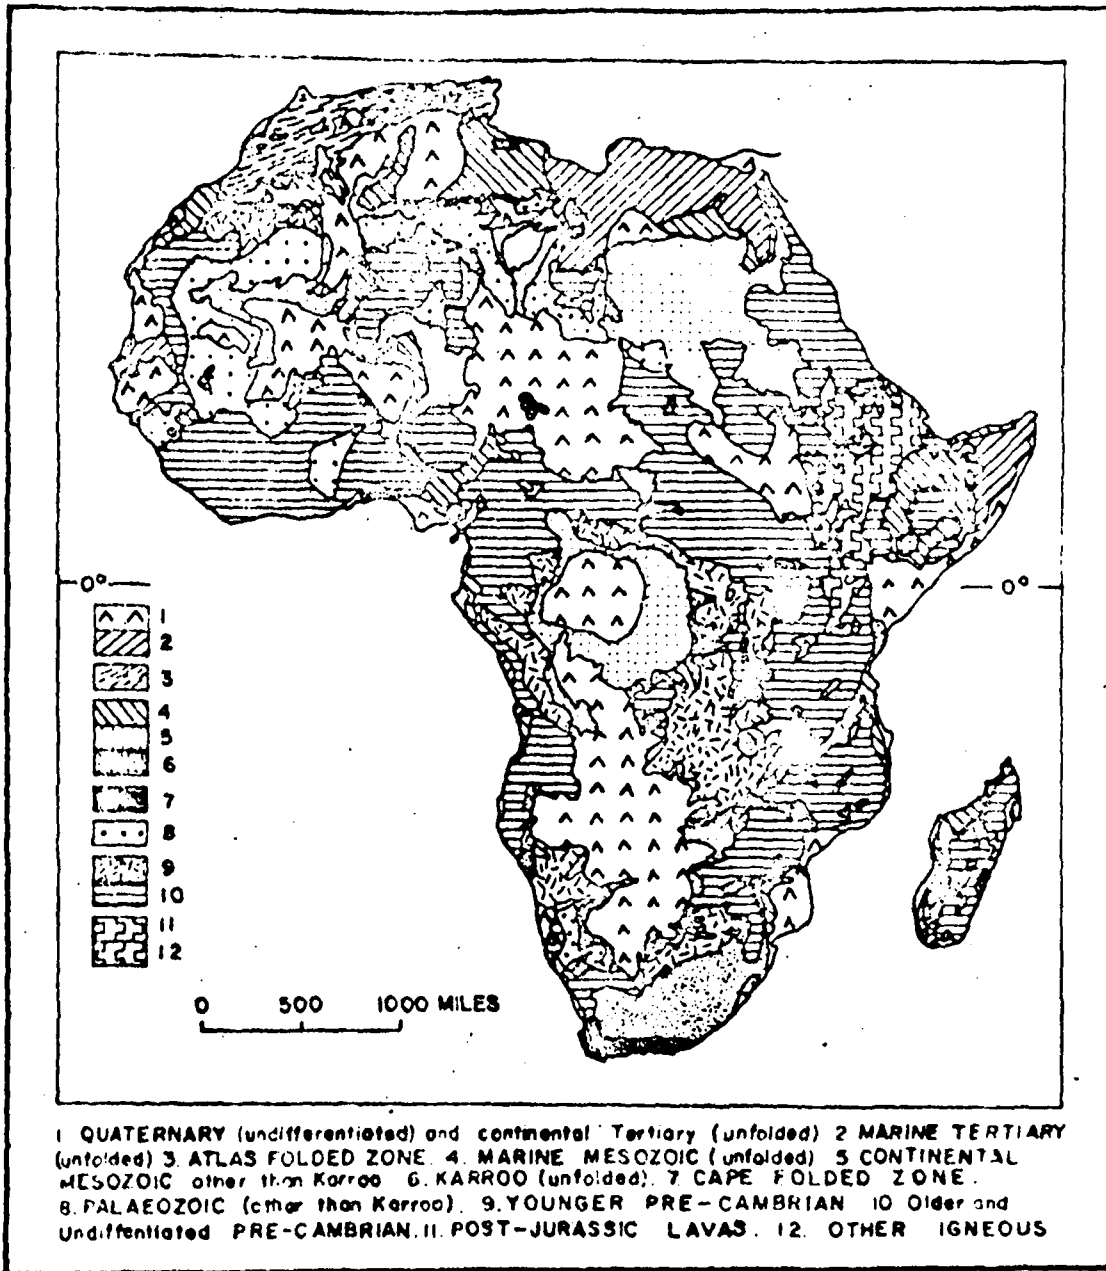 0° 0°
1
2
3
4
5
6
7
8
9
10
11
12
0 500 1000 MILES
1 QUATERNARY (undifferentiated) and continental Tertiary (unfolded) 2 MARINE TERTIARY
(unfolded) 3. ATLAS FOLDED ZONE. 4. MARINE MESOZOIC (unfolded) 5 CONTINENTAL
MESOZOIC other than Karroo 6. KARROO (unfolded). 7. CAPE FOLDED ZONE.
8. PALAEOZOIC (other than Karroo). 9. YOUNGER PRE-CAMBRIAN 10 Older and
Undiffentiated PRE-CAMBRIAN. 11. POST-JURASSIC LAVAS. 12. OTHER IGNEOUS